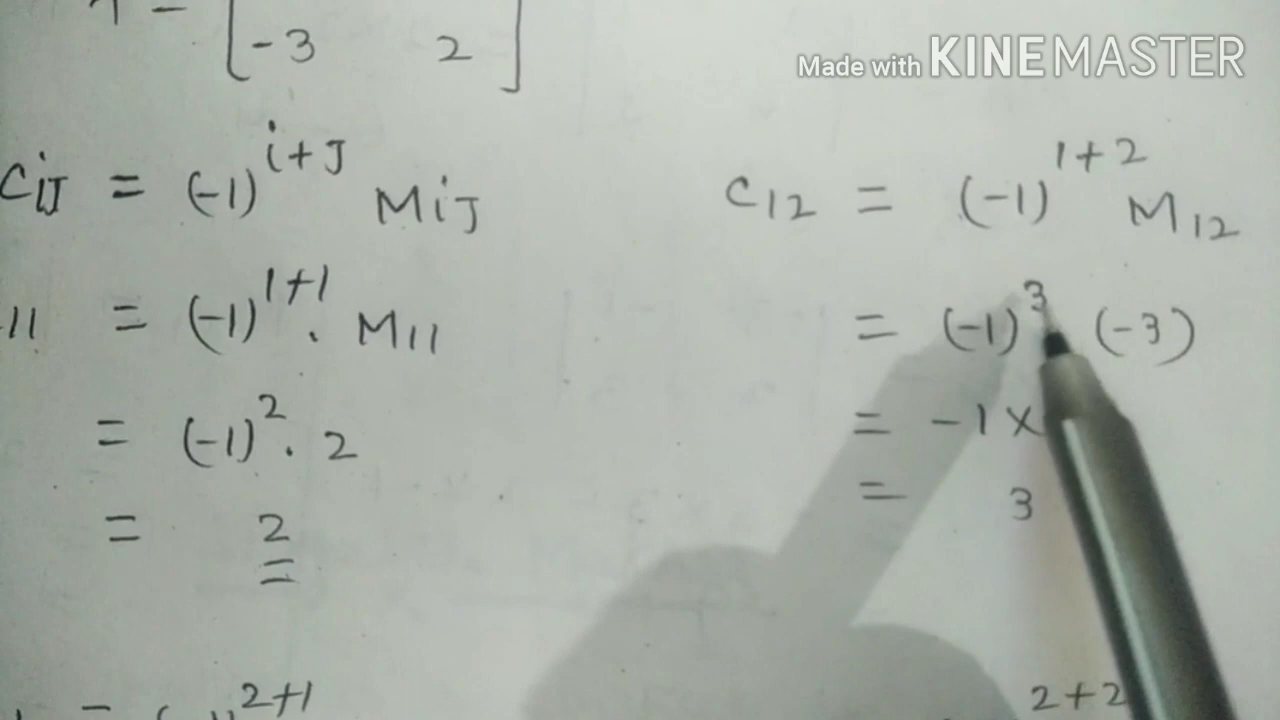 -3 2
Made with KINEMASTER
CiJ = (-1)^{i+J} MiJ
11 = (-1)^{1+1} . M11
= (-1)^2 . 2
= 2
C12 = (-1)^{1+2} M12
= (-1)^3 (-3)
= -1 x
= 3
= 2+1
2+2